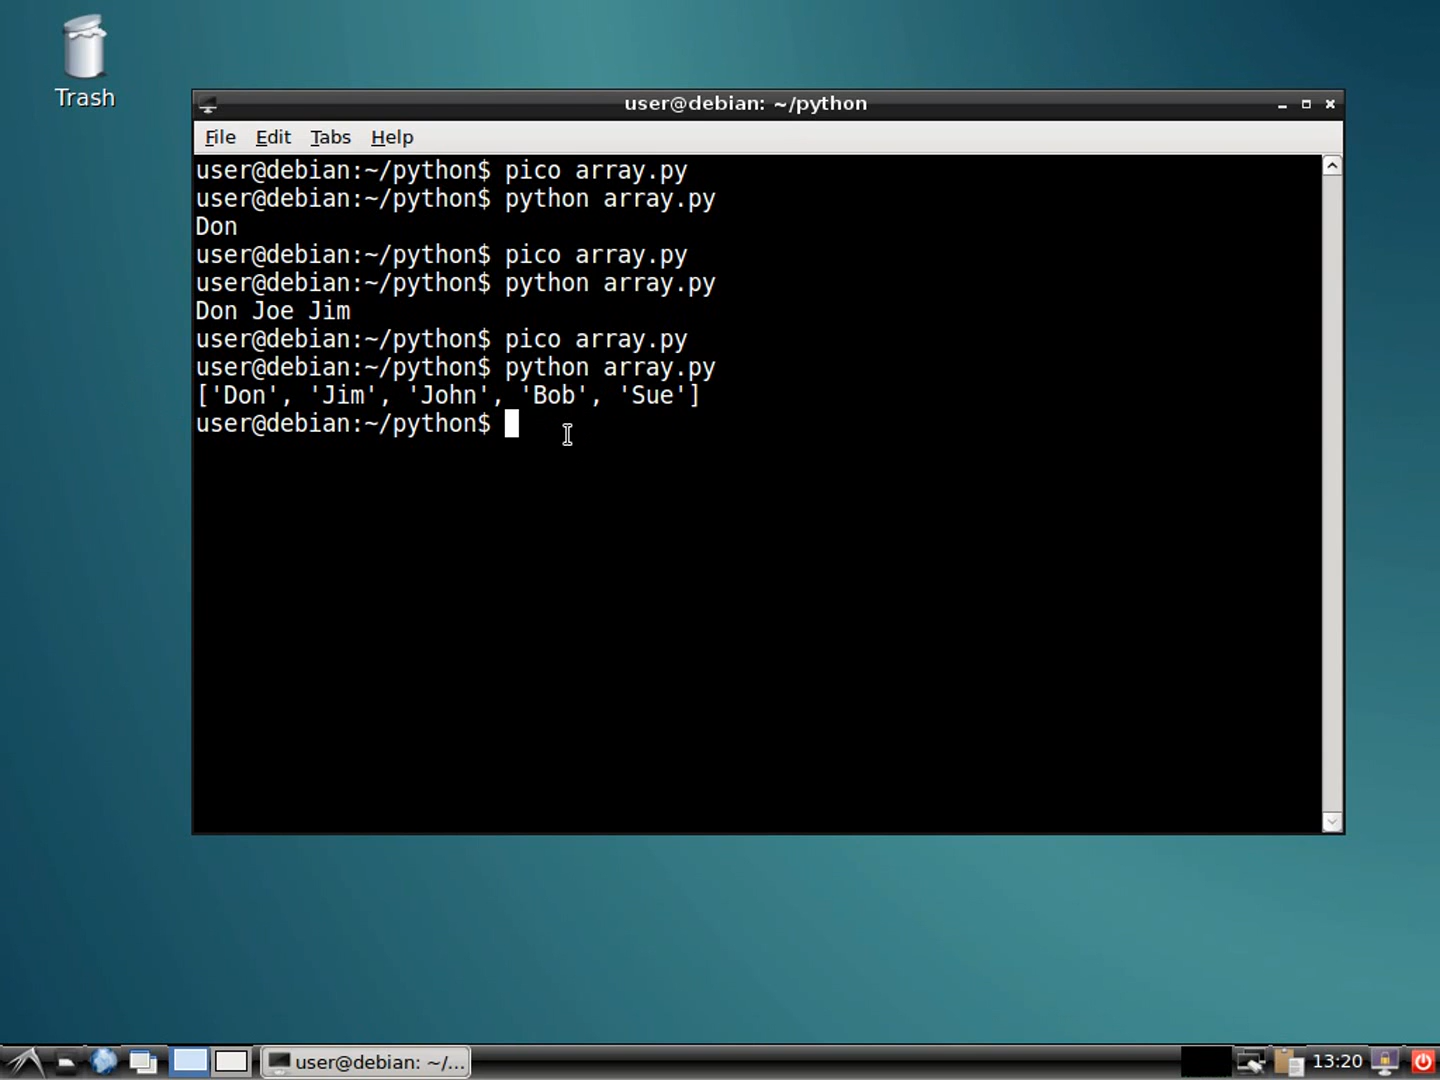 Trash
user@debian: ~/python
File Edit Tabs Help
user@debian:~/python$ pico array.py
user@debian:~/python$ python array.py
Don
user@debian:~/python$ pico array.py
user@debian:~/python$ python array.py
Don Joe Jim
user@debian:~/python$ pico array.py
user@debian:~/python$ python array.py
['Don', 'Jim', 'John', 'Bob', 'Sue']
user@debian:~/python$
user@debian: ~/...
13:20